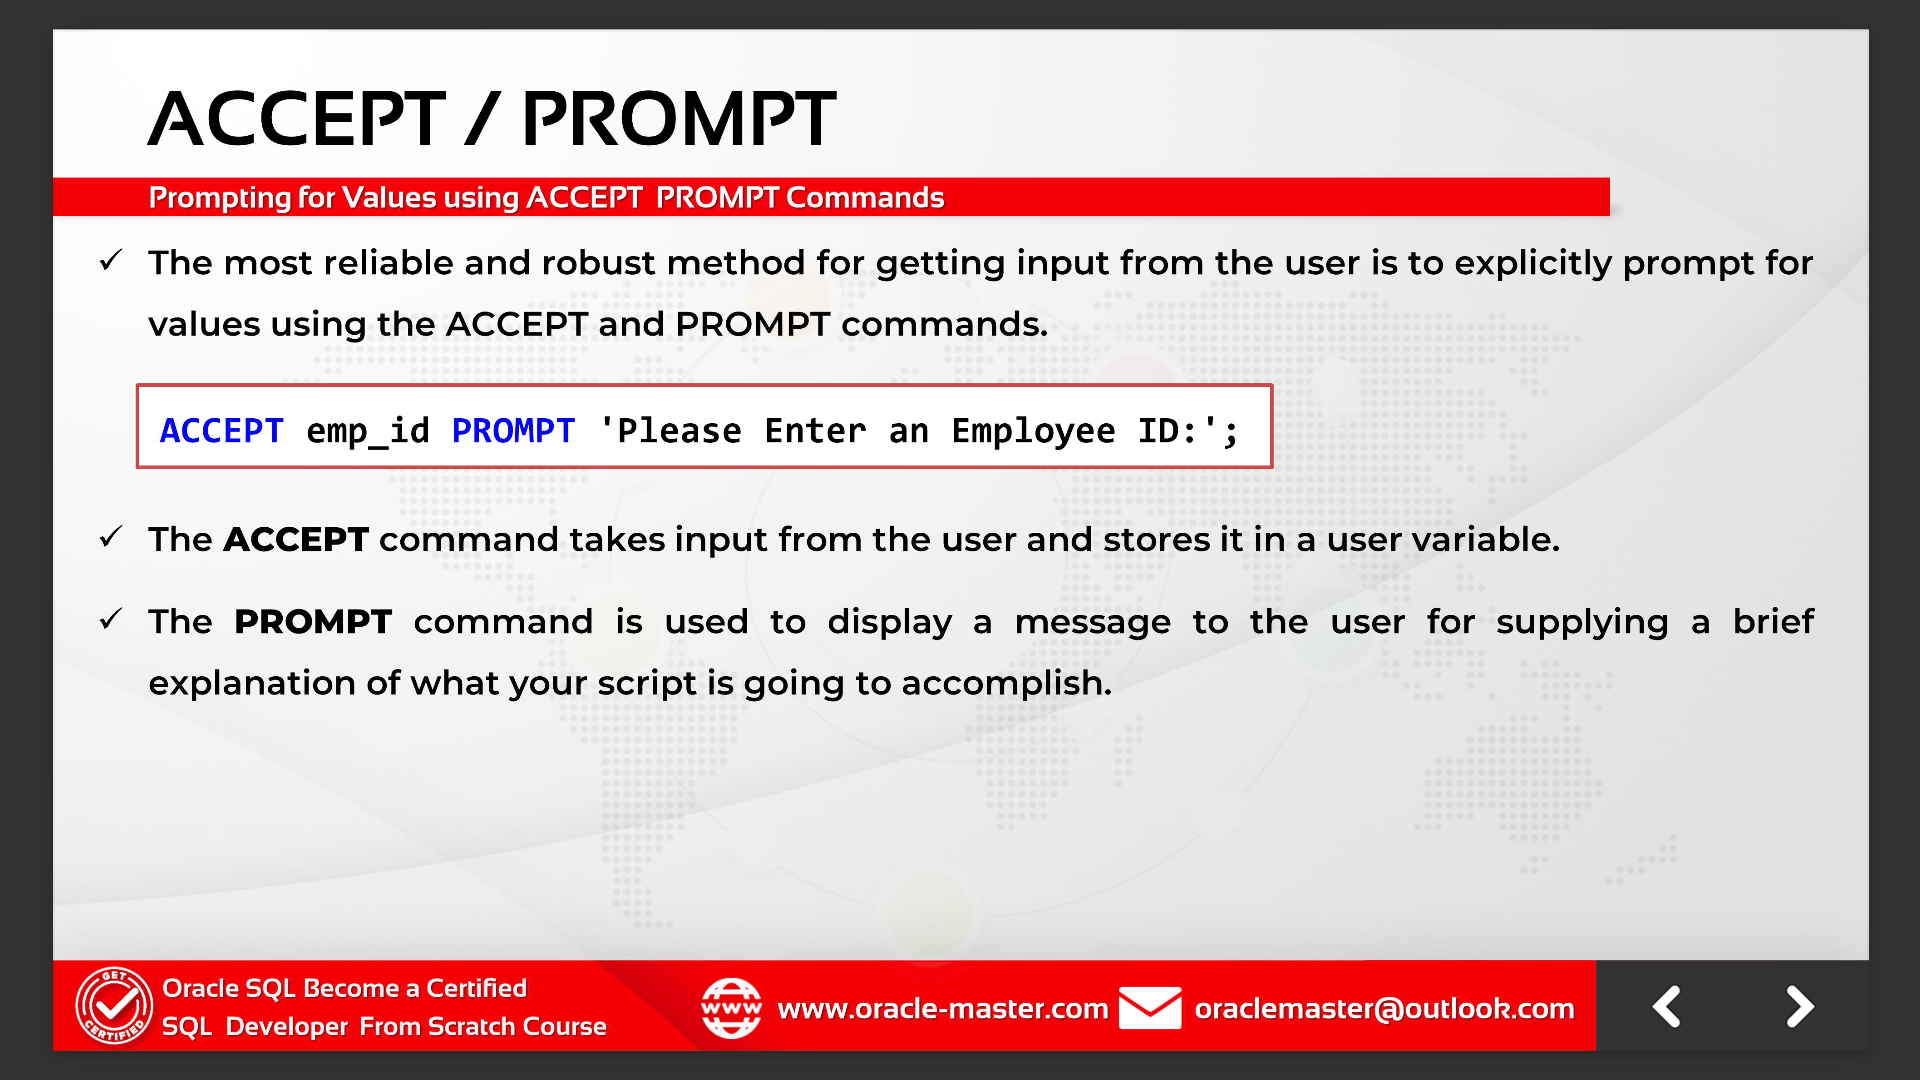 ACCEPT / PROMPT
Prompting for Values using ACCEPT PROMPT Commands
✓ The most reliable and robust method for getting input from the user is to explicitly prompt for
values using the ACCEPT and PROMPT commands.
ACCEPT emp_id PROMPT 'Please Enter an Employee ID:';
✓ The ACCEPT command takes input from the user and stores it in a user variable.
✓ The PROMPT command is used to display a message to the user for supplying a brief
explanation of what your script is going to accomplish.
GET
CERTIFIED
Oracle SQL Become a Certified
SQL Developer From Scratch Course
www
www.oracle-master.com
oraclemaster@outlook.com